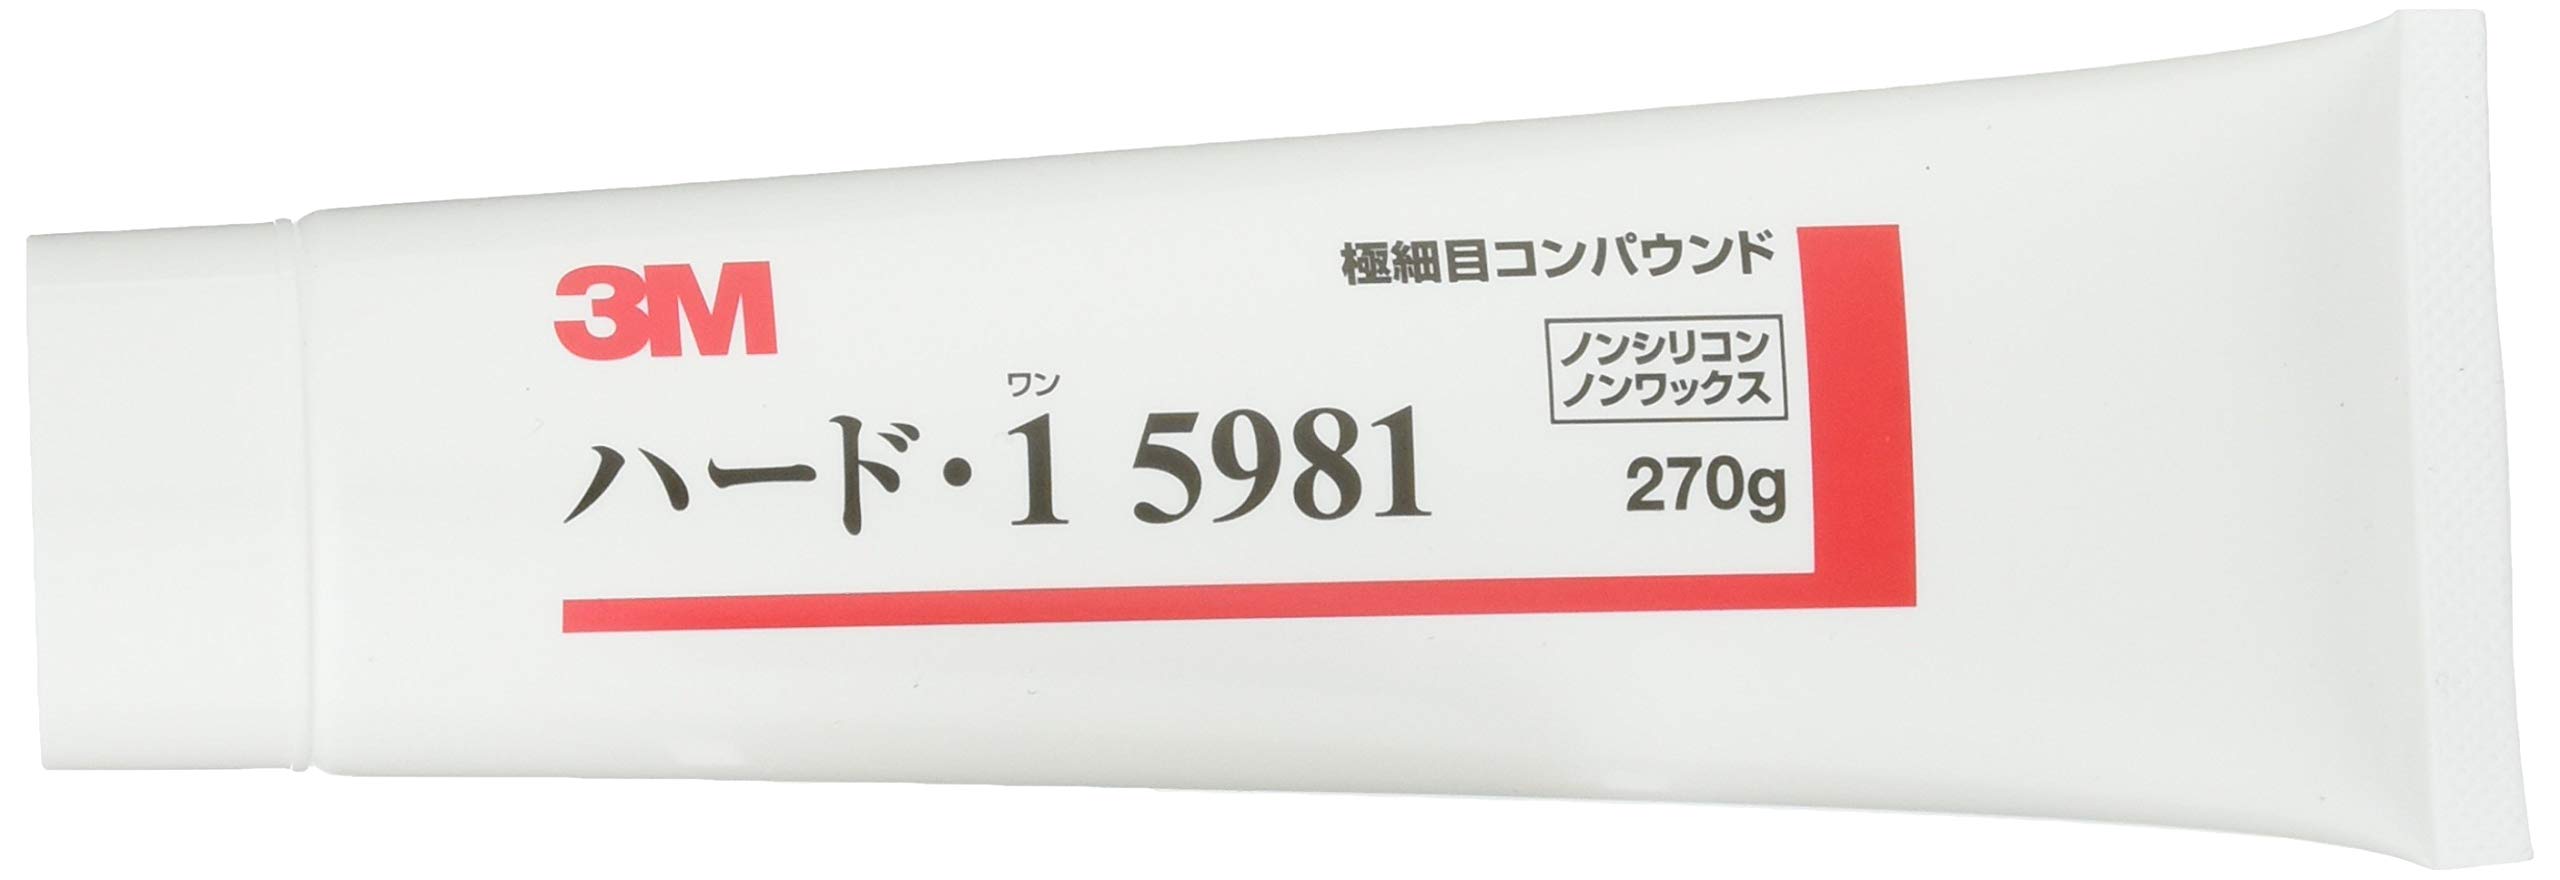 3M
極細目コンパウンド
ノンシリコン
ノンワックス
ワン
ハード・1 5981
270g